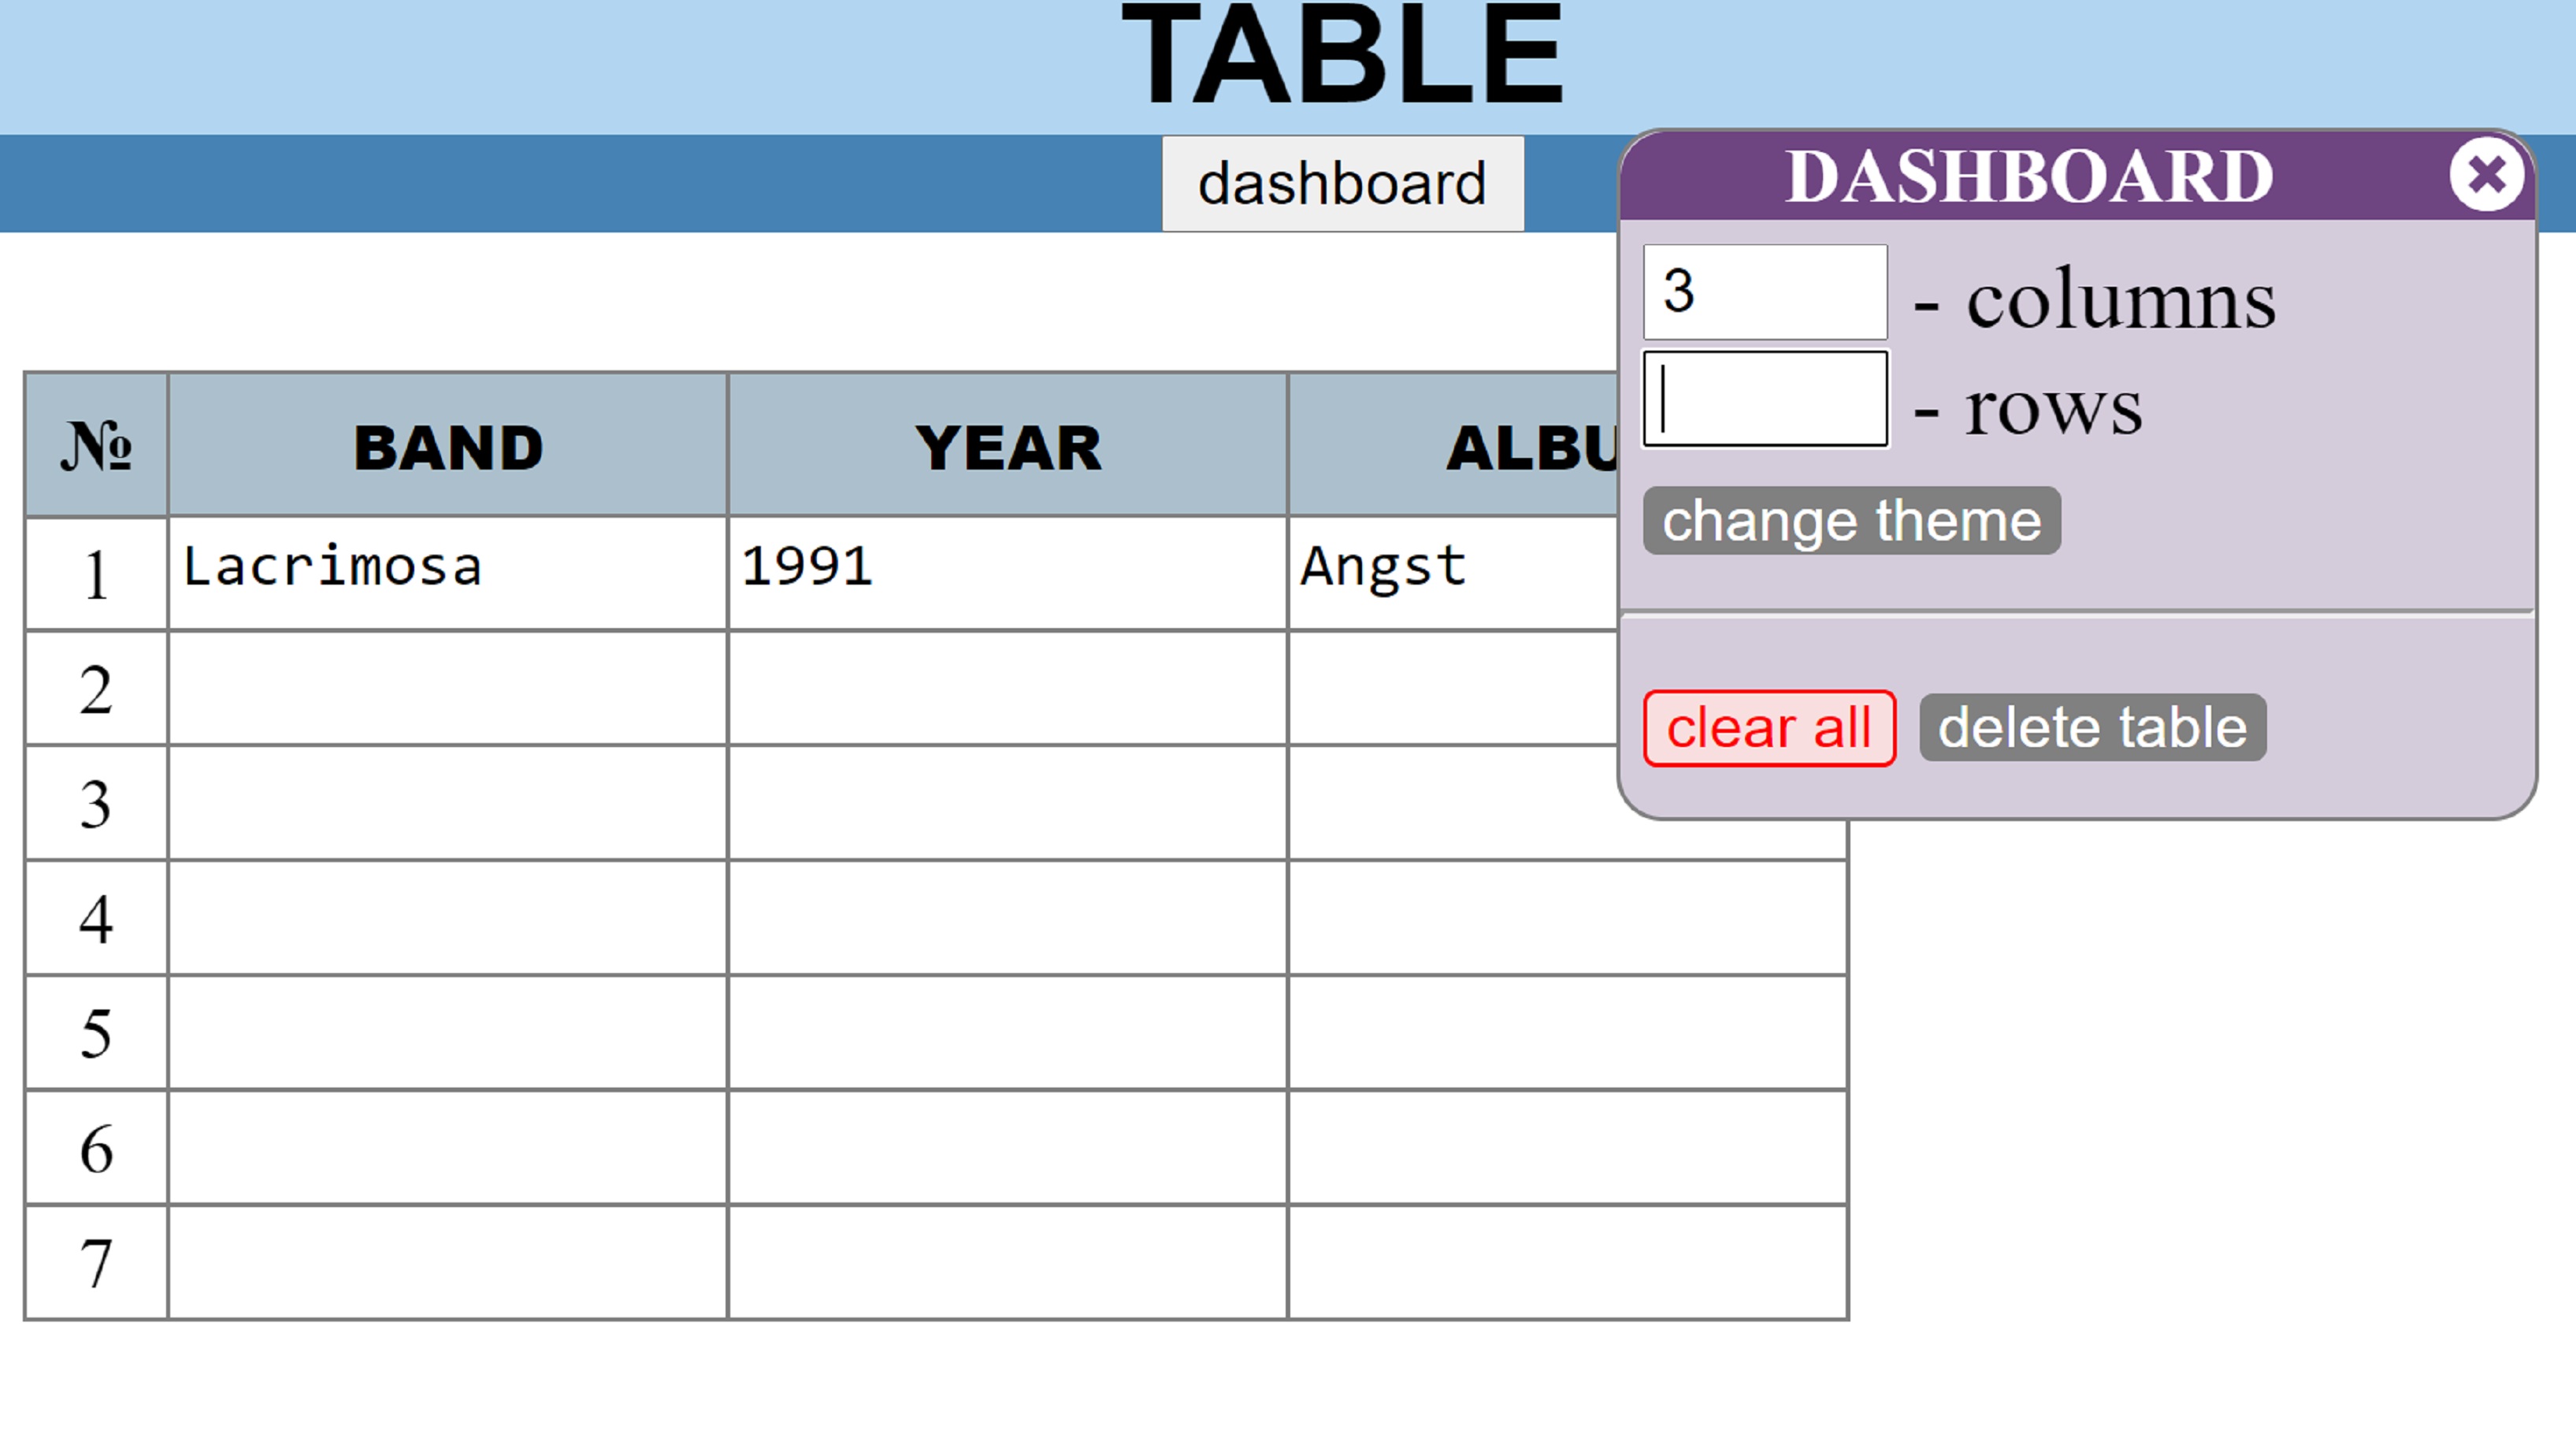 TABLE
dashboard
DASHBOARD
3 - columns
- rows
change theme
clear all delete table
№ BAND YEAR ALBU
1 Lacrimosa 1991 Angst
2
3
4
5
6
7